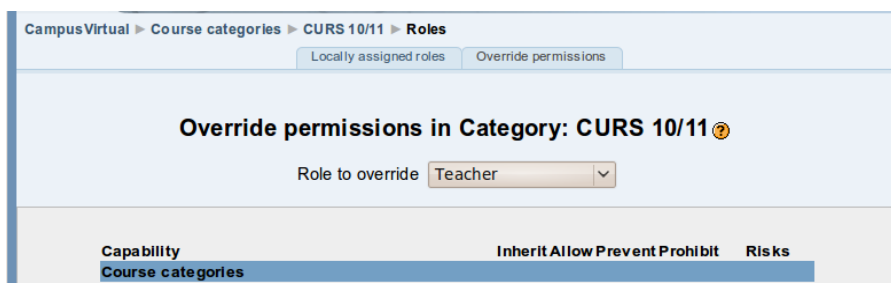 CampusVirtual ► Course categories ► CURS 10/11 ► Roles
Locally assigned roles Override permissions
Override permissions in Category: CURS 10/11 ?
Role to override Teacher
Capability Inherit Allow Prevent Prohibit Risks
Course categories